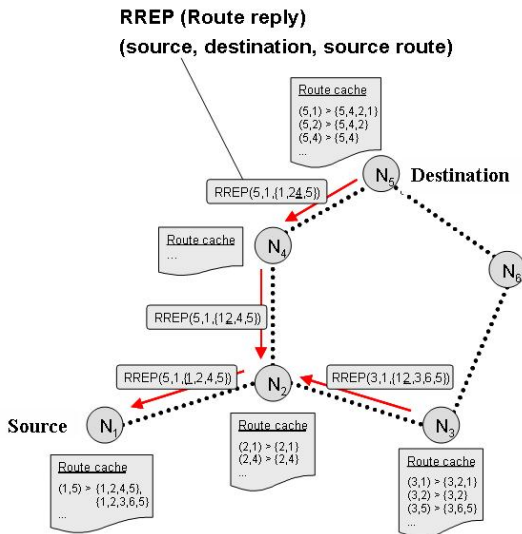 RREP (Route reply)
(source, destination, source route)
Route cache
(5,1) > {5,4,2,1}
(5,2) > {5,4,2}
(5,4) > {5,4}
...
N5
Destination
RREP(5,1,{1,24,5})
Route cache
...
N4
N6
RREP(5,1,{12,4,5})
RREP(5,1,{1,2,4,5})
N2
RREP(3,1,{12,3,6,5})
Source
N1
N3
Route cache
(2,1) > {2,1}
(2,4) > {2,4}
...
Route cache
(1,5) > {1,2,4,5},
{1,2,3,6,5}
...
Route cache
(3,1) > {3,2,1}
(3,2) > {3,2}
(3,5) > {3,6,5}
...